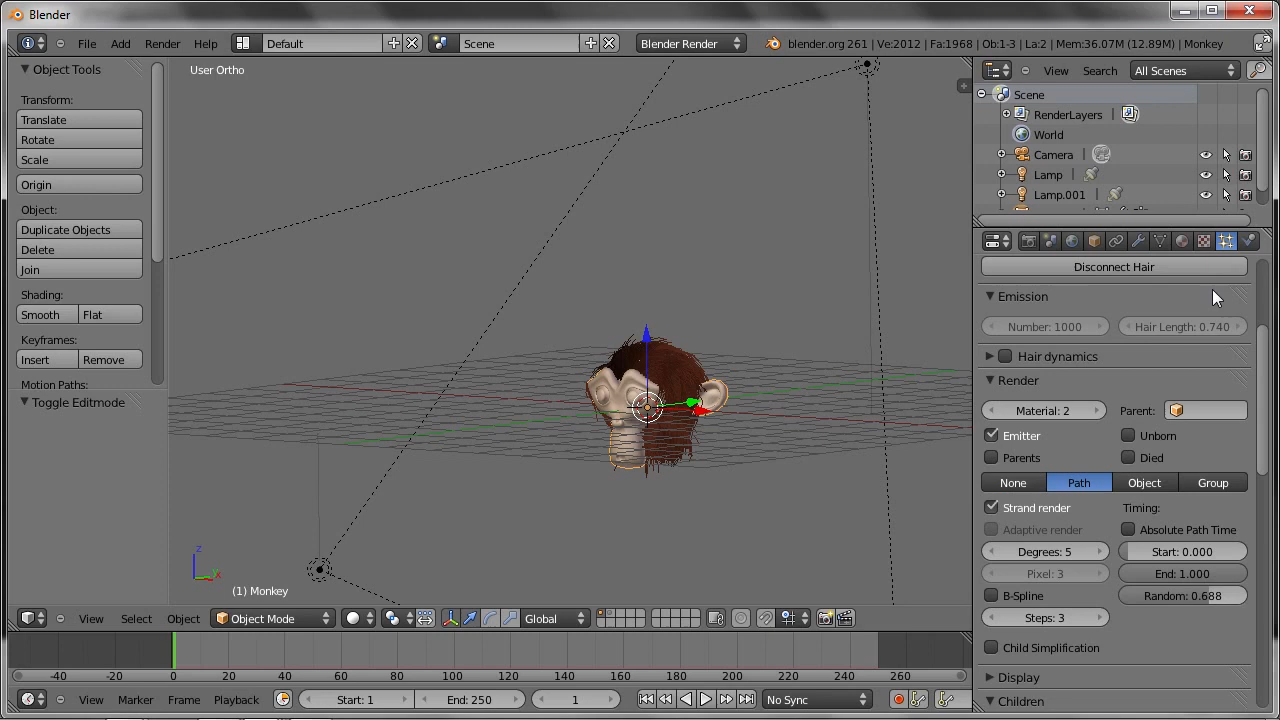 Blender
File Add Render Help Default Scene Blender Render blender.org 261 | Ve:2012 | Fa:1968 | Ob:1-3 | La:2 | Mem:36.07M (12.89M) | Monkey
Object Tools
Transform:
Translate
Rotate
Scale
Origin
Object:
Duplicate Objects
Delete
Join
Shading:
Smooth Flat
Keyframes:
Insert Remove
Motion Paths:
Toggle Editmode
User Ortho
z
x
(1) Monkey
View Select Object Object Mode Global
-40 -20 0 20 40 60 80 100 120 140 160 180 200 220 240 260
View Marker Frame Playback Start: 1 End: 250 1 No Sync
View Search All Scenes
Scene
RenderLayers |
World
Camera |
Lamp |
Lamp.001 |
Disconnect Hair
Emission
Number: 1000 Hair Length: 0.740
Hair dynamics
Render
Material: 2 Parent:
Emitter Unborn
Parents Died
None Path Object Group
Strand render Timing:
Adaptive render Absolute Path Time
Degrees: 5 Start: 0.000
Pixel: 3 End: 1.000
B-Spline Random: 0.688
Steps: 3
Child Simplification
Display
Children